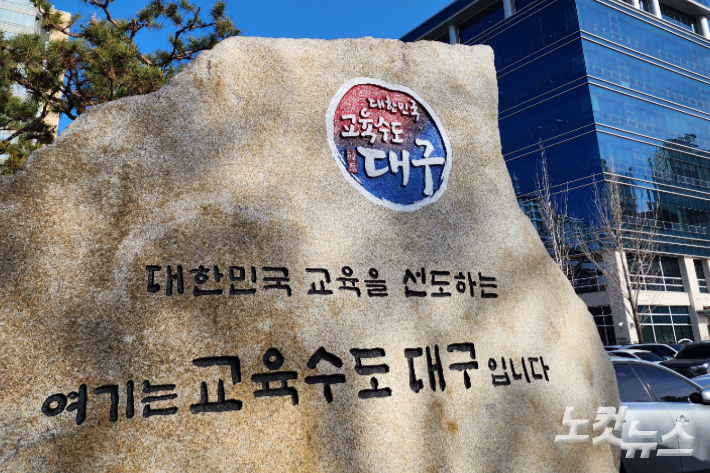 대한민국
교육수도
대구
대한민국 교육을 선도하는
여기는 교육수도 대구 입니다
노컷뉴스